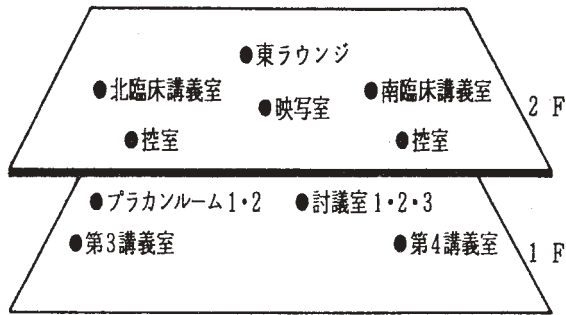 ●東ラウンジ
●北臨床講義室
●映写室
●南臨床講義室
2 F
●控室
●控室
●プラカンルーム1・2
●討議室1・2・3
●第3講義室
●第4講義室
1 F